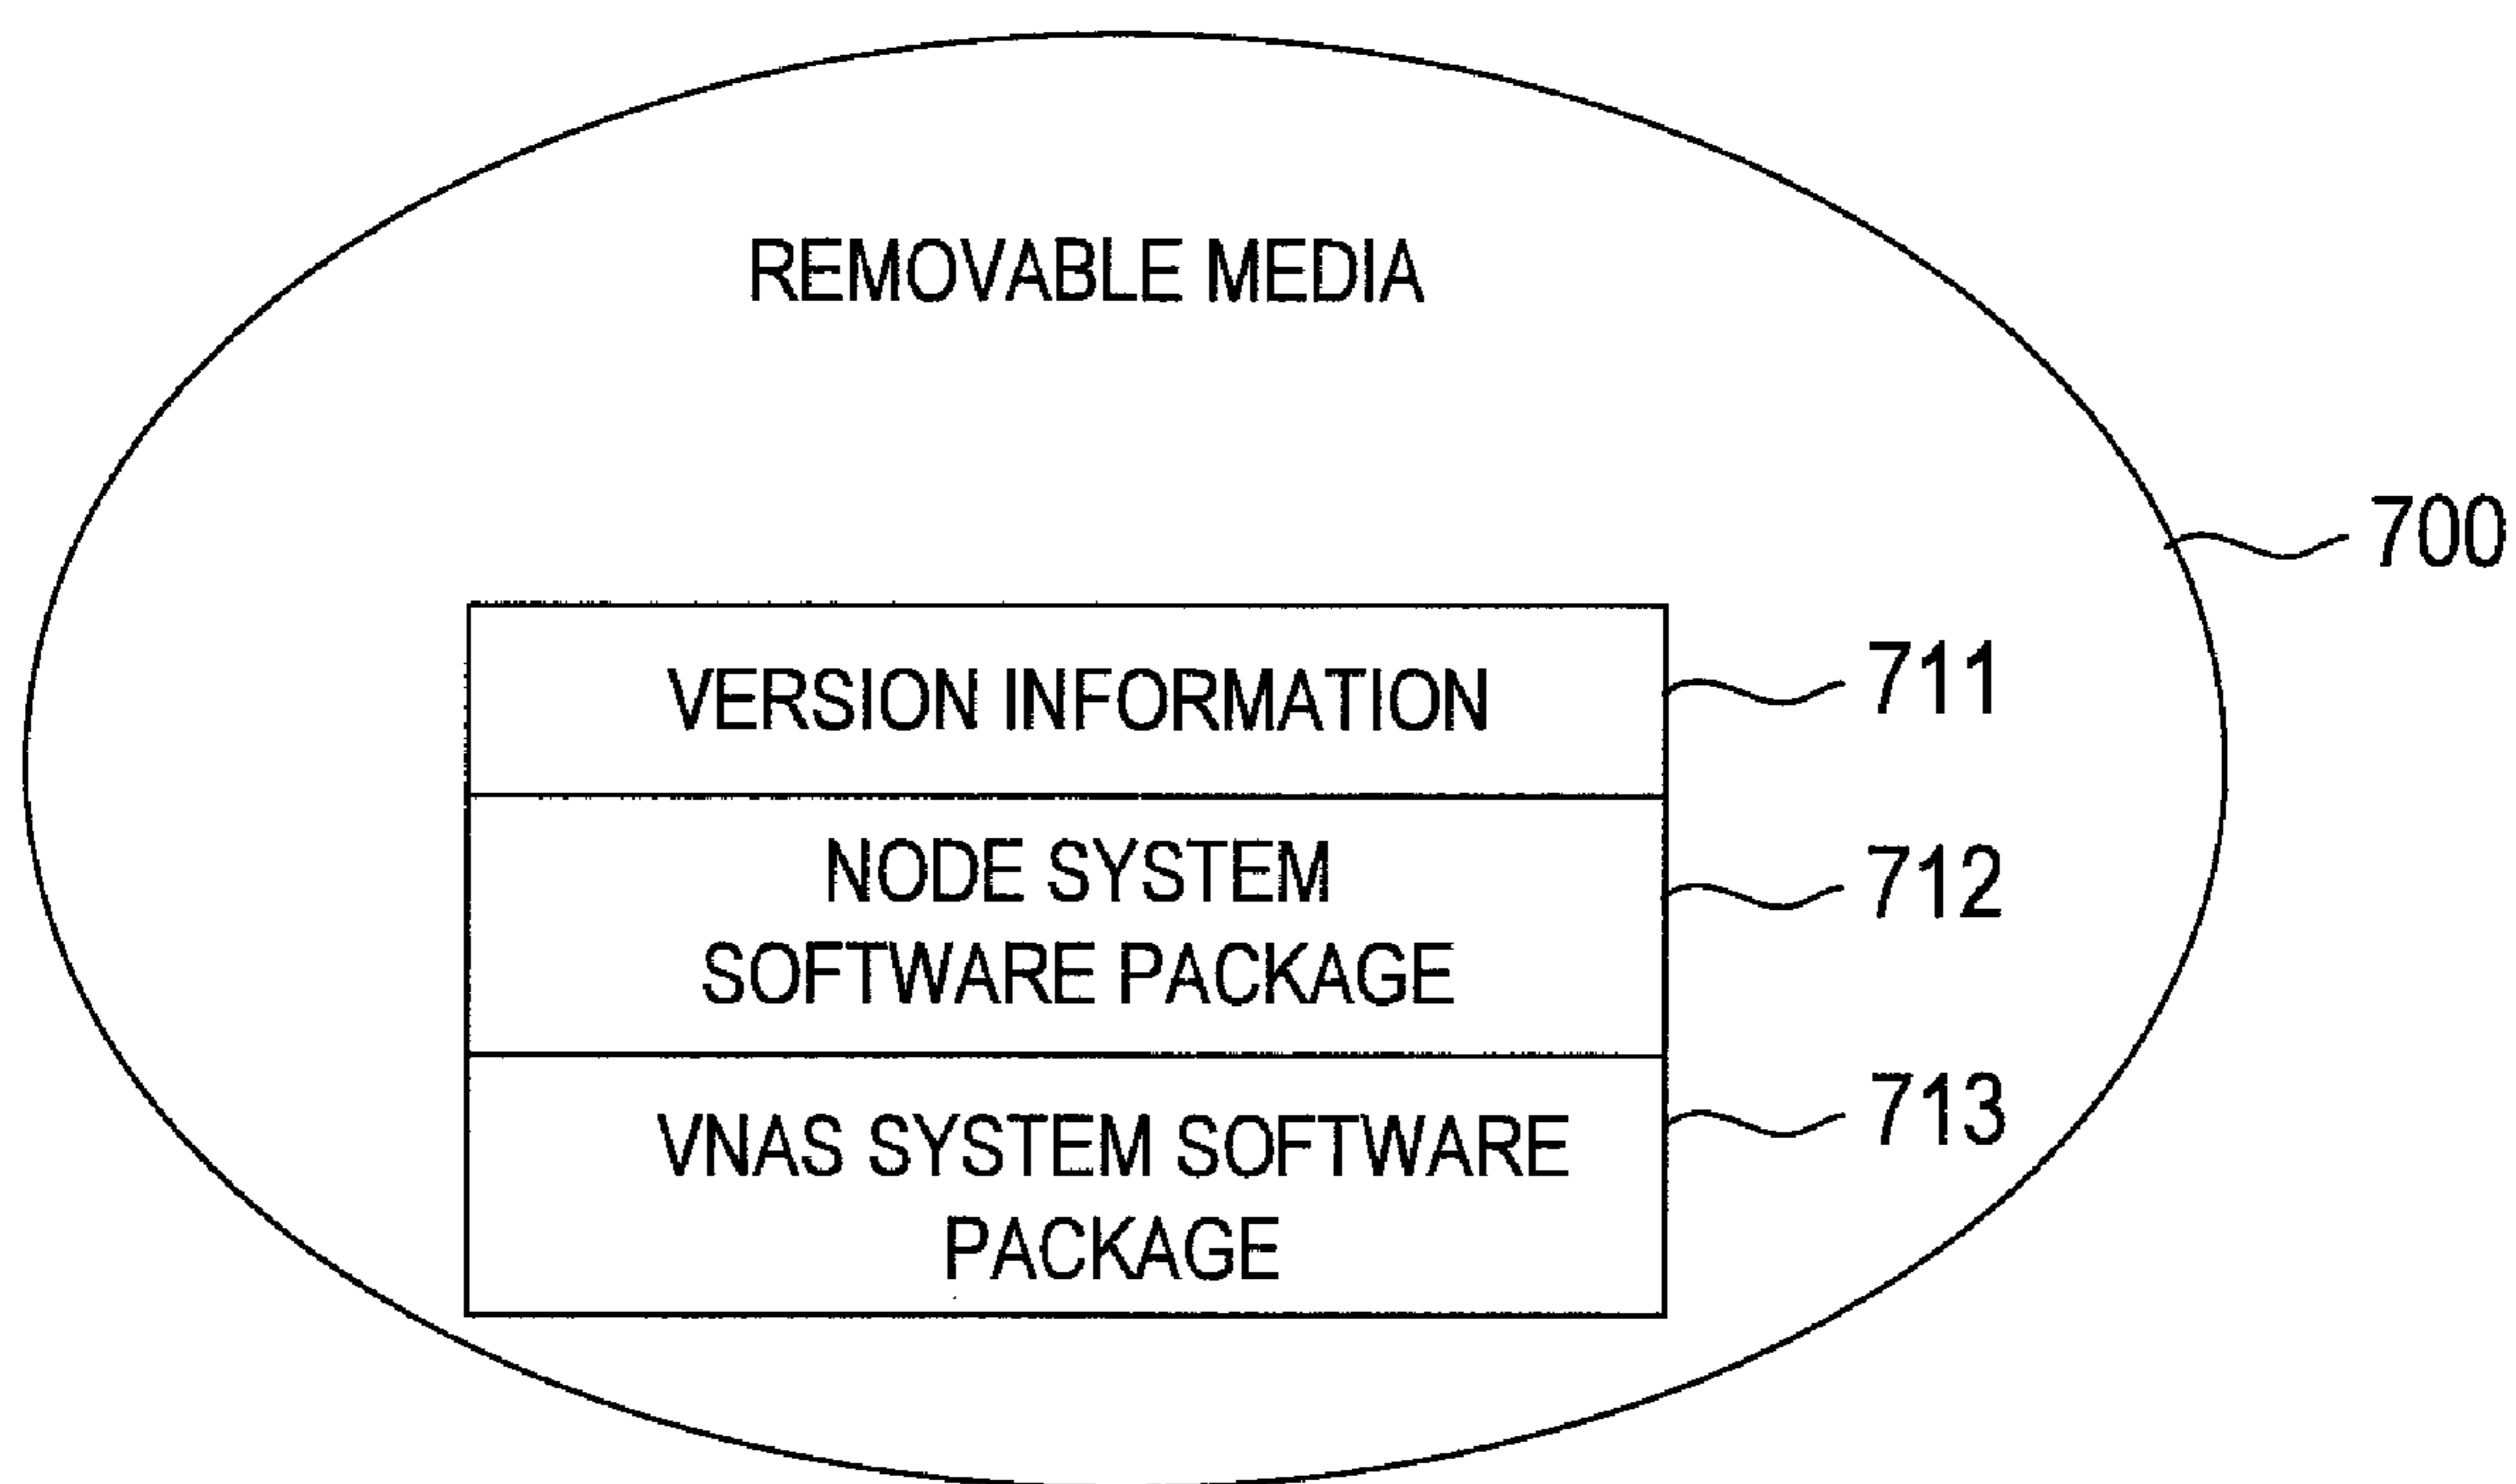 REMOVABLE MEDIA
700
VERSION INFORMATION
711
NODE SYSTEM
SOFTWARE PACKAGE
712
VNAS SYSTEM SOFTWARE
PACKAGE
713